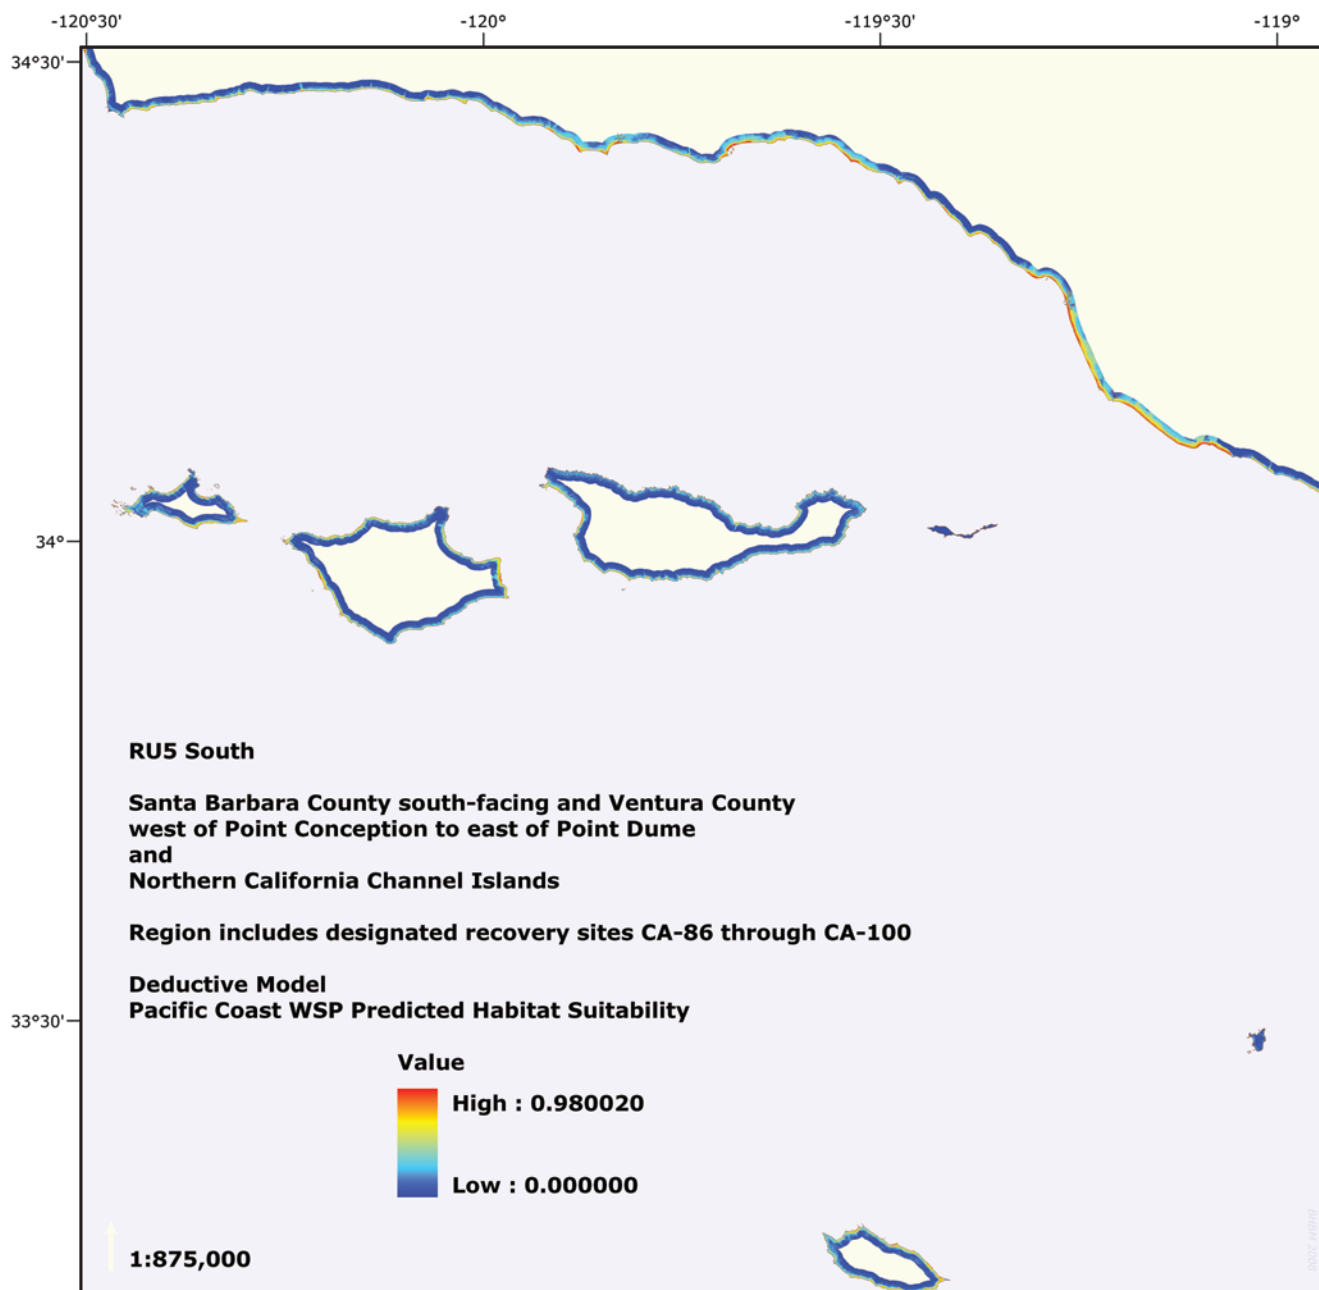 -120°30' -120° -119°30' -119°
34°30'
34°
RU5 South
Santa Barbara County south-facing and Ventura County
west of Point Conception to east of Point Dume
and
Northern California Channel Islands
Region includes designated recovery sites CA-86 through CA-100
Deductive Model
Pacific Coast WSP Predicted Habitat Suitability
33°30'
Value
High : 0.980020
Low : 0.000000
1:875,000